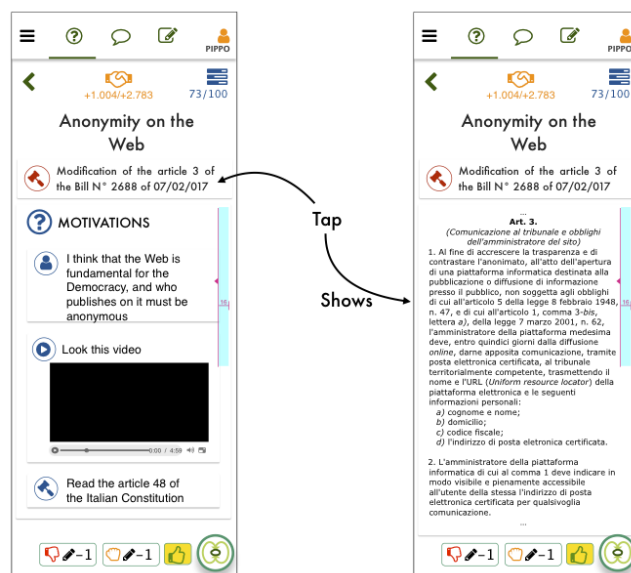 PIPPO
+1.004/+2.783
73/100
Anonymity on the
Web
Modification of the article 3 of
the Bill N° 2688 of 07/02/017
? MOTIVATIONS
I think that the Web is
fundamental for the
Democracy, and who
publishes on it must be
anonymous
Look this video
0:00 / 4:59
Read the article 48 of
the Italian Constitution
-1
-1
Tap
Shows
PIPPO
+1.004/+2.783
73/100
Anonymity on the
Web
Modification of the article 3 of
the Bill N° 2688 of 07/02/017
...
Art. 3.
(Comunicazione al tribunale e obblighi
dell'amministratore del sito)
1. Al fine di accrescere la trasparenza e di
contrastare l'anonimato, all'atto dell'apertura
di una piattaforma informatica destinata alla
pubblicazione o diffusione di informazione
presso il pubblico, non soggetta agli obblighi
di cui all'articolo 5 della legge 8 febbraio 1948,
n. 47, e di cui all'articolo 1, comma 3-bis,
lettera a), della legge 7 marzo 2001, n. 62,
l'amministratore della piattaforma medesima
deve, entro quindici giorni dalla diffusione
online, darne apposita comunicazione, tramite
posta elettronica certificata, al tribunale
territorialmente competente, trasmettendo il
nome e l'URL (Uniform resource locator) della
piattaforma elettronica e le seguenti
informazioni personali:
a) cognome e nome;
b) domicilio;
c) codice fiscale;
d) l'indirizzo di posta eletronica certificata.
2. L'amministratore della piattaforma
informatica di cui al comma 1 deve indicare in
modo visibile e pienamente accessibile
all'utente della stessa l'indirizzo di posta
elettronica certificata per qualsivoglia
comunicazione.
...
-1
-1